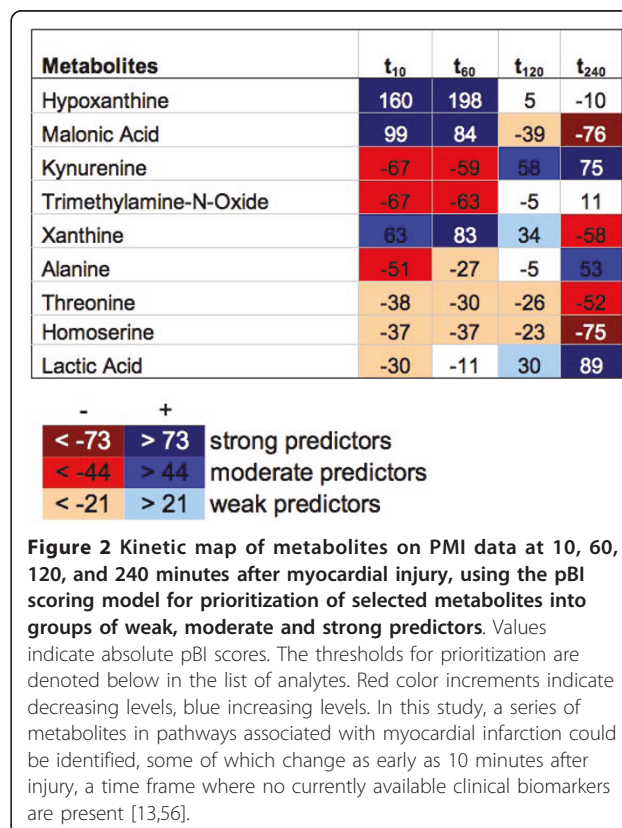 Metabolites t₁₀ t₆₀ t₁₂₀ t₂₄₀
Hypoxanthine 160 198 5 -10
Malonic Acid 99 84 -39 -76
Kynurenine -67 -59 58 75
Trimethylamine-N-Oxide -67 -63 -5 11
Xanthine 63 83 34 -58
Alanine -51 -27 -5 53
Threonine -38 -30 -26 -52
Homoserine -37 -37 -23 -75
Lactic Acid -30 -11 30 89
- +
< -73 > 73 strong predictors
< -44 > 44 moderate predictors
< -21 > 21 weak predictors
Figure 2 Kinetic map of metabolites on PMI data at 10, 60,
120, and 240 minutes after myocardial injury, using the pBI
scoring model for prioritization of selected metabolites into
groups of weak, moderate and strong predictors. Values
indicate absolute pBI scores. The thresholds for prioritization are
denoted below in the list of analytes. Red color increments indicate
decreasing levels, blue increasing levels. In this study, a series of
metabolites in pathways associated with myocardial infarction could
be identified, some of which change as early as 10 minutes after
injury, a time frame where no currently available clinical biomarkers
are present [13,56].